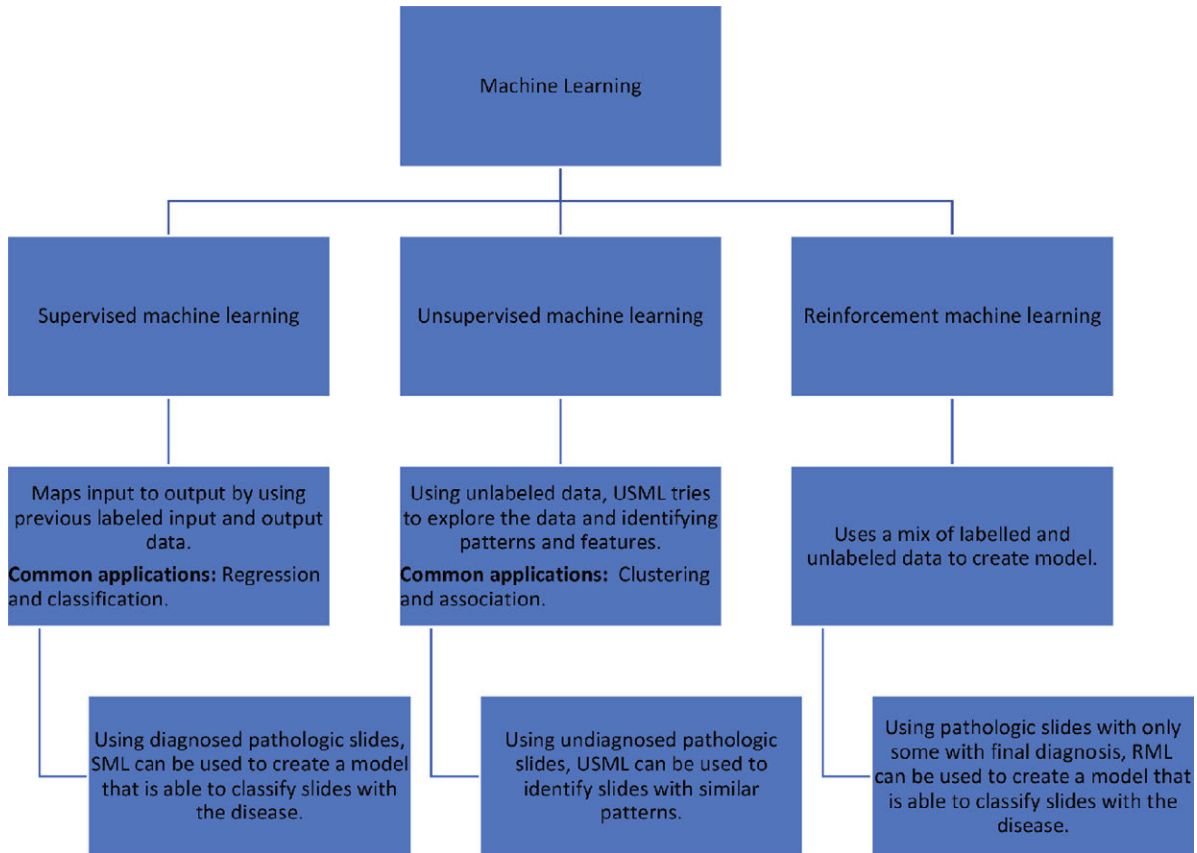 Machine Learning
Supervised machine learning
Unsupervised machine learning
Reinforcement machine learning
Maps input to output by using
previous labeled input and output
data.
Common applications: Regression
and classification.
Using unlabeled data, USML tries
to explore the data and identifying
patterns and features.
Common applications:  Clustering
and association.
Uses a mix of labelled and
unlabeled data to create model.
Using diagnosed pathologic slides,
SML can be used to create a model
that is able to classify slides with
the disease.
Using undiagnosed pathologic
slides, USML can be used to
identify slides with similar
patterns.
Using pathologic slides with only
some with final diagnosis, RML
can be used to create a model that
is able to classify slides with the
disease.